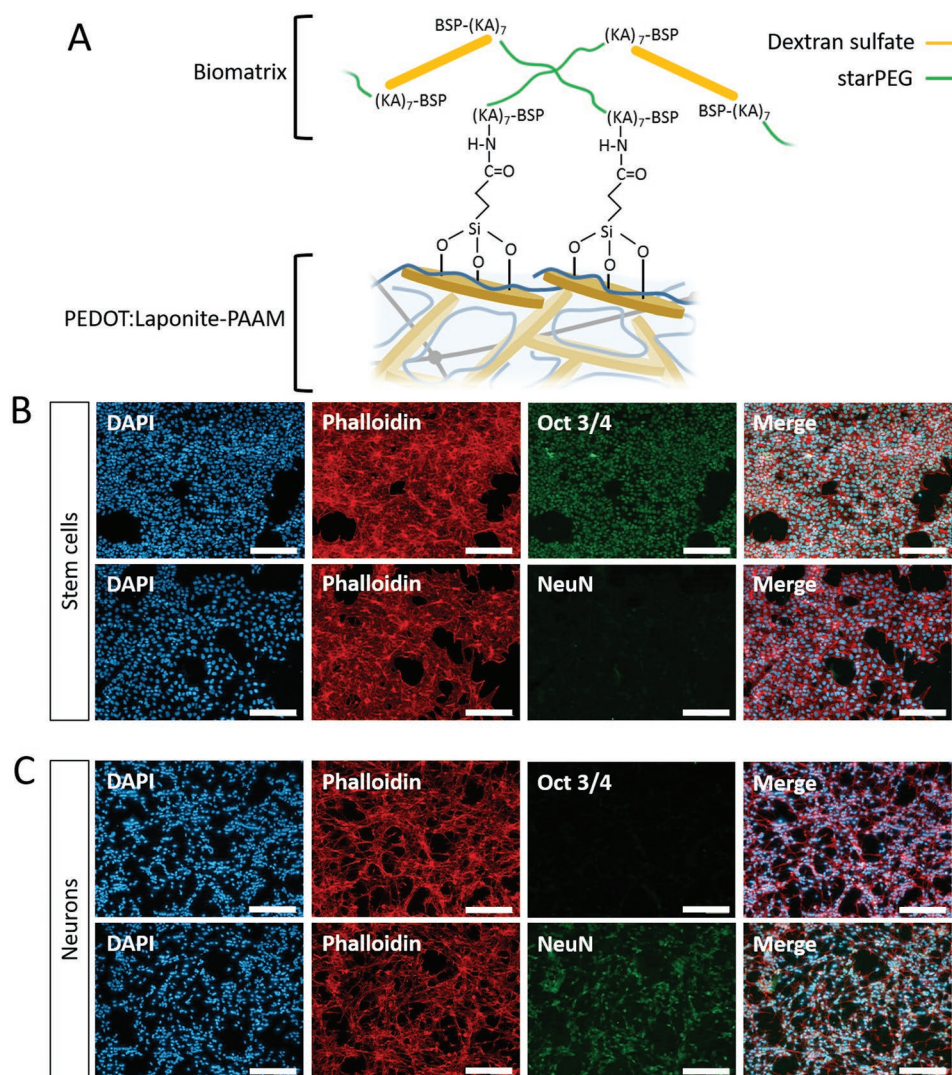 A
Biomatrix
BSP-(KA)7
(KA)7-BSP
Dextran sulfate
starPEG
(KA)7-BSP
BSP-(KA)7
(KA)7-BSP
(KA)7-BSP
H-N
H-N
C=O
C=O
Si
Si
O
O
O
O
O
O
PEDOT:Laponite-PAAM
B
Stem cells
DAPI
Phalloidin
Oct 3/4
Merge
DAPI
Phalloidin
NeuN
Merge
C
Neurons
DAPI
Phalloidin
Oct 3/4
Merge
DAPI
Phalloidin
NeuN
Merge